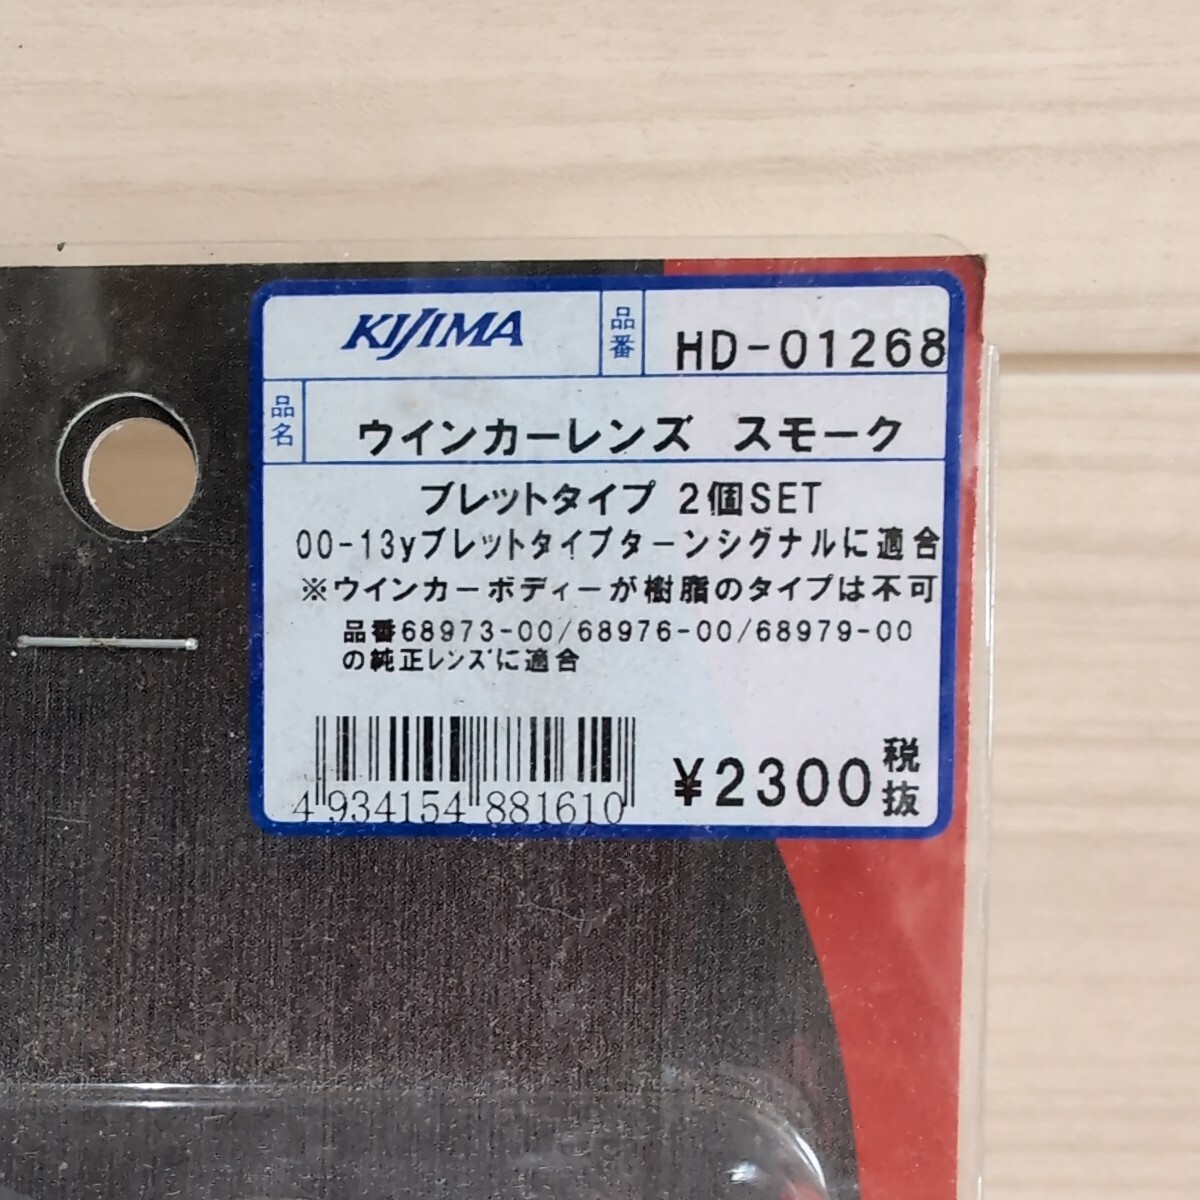 KIJIMA
品番
HD-01268
品名
ウインカーレンズ スモーク
ブレットタイプ 2個SET
00-13yブレットタイプターンシグナルに適合
※ウインカーボディーが樹脂のタイプは不可
品番68973-00/68976-00/68979-00
の純正レンズに適合
¥2300 税抜
4 934154 881610